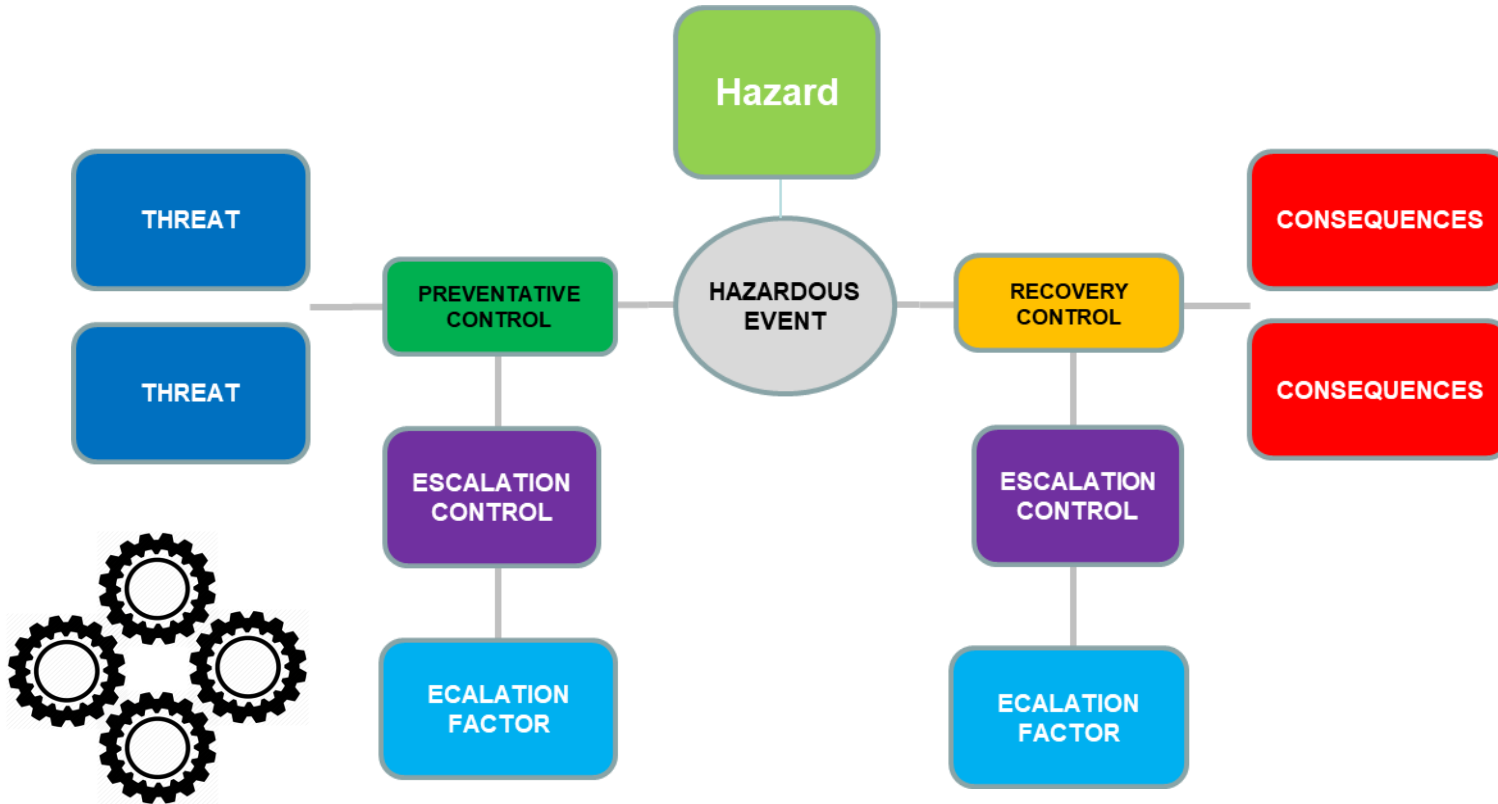 Hazard
THREAT
CONSEQUENCES
PREVENTATIVE
CONTROL
HAZARDOUS
EVENT
RECOVERY
CONTROL
THREAT
CONSEQUENCES
ESCALATION
CONTROL
ESCALATION
CONTROL
ECALATION
FACTOR
ECALATION
FACTOR